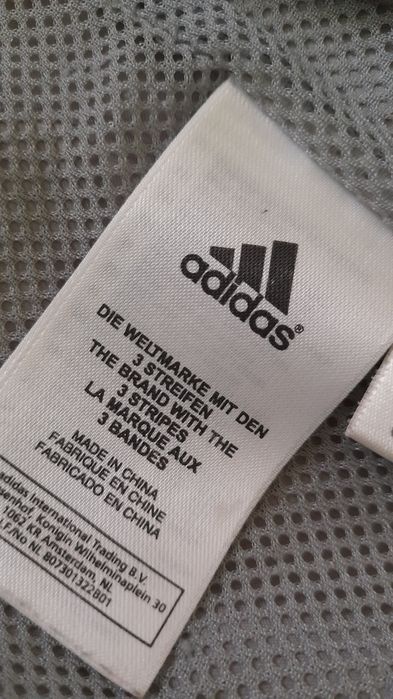 adidas®
DIE WELTMARKE MIT DEN
3 STREIFEN
THE BRAND WITH THE
3 STRIPES
LA MARQUE AUX
3 BANDES
MADE IN CHINA
FABRIQUE EN CHINE
FABRICADO EN CHINA
adidas International Trading B.V.
Konigin Wilhelminaplein 30
1062 KR Amsterdam, NL
No NL 807301322B01